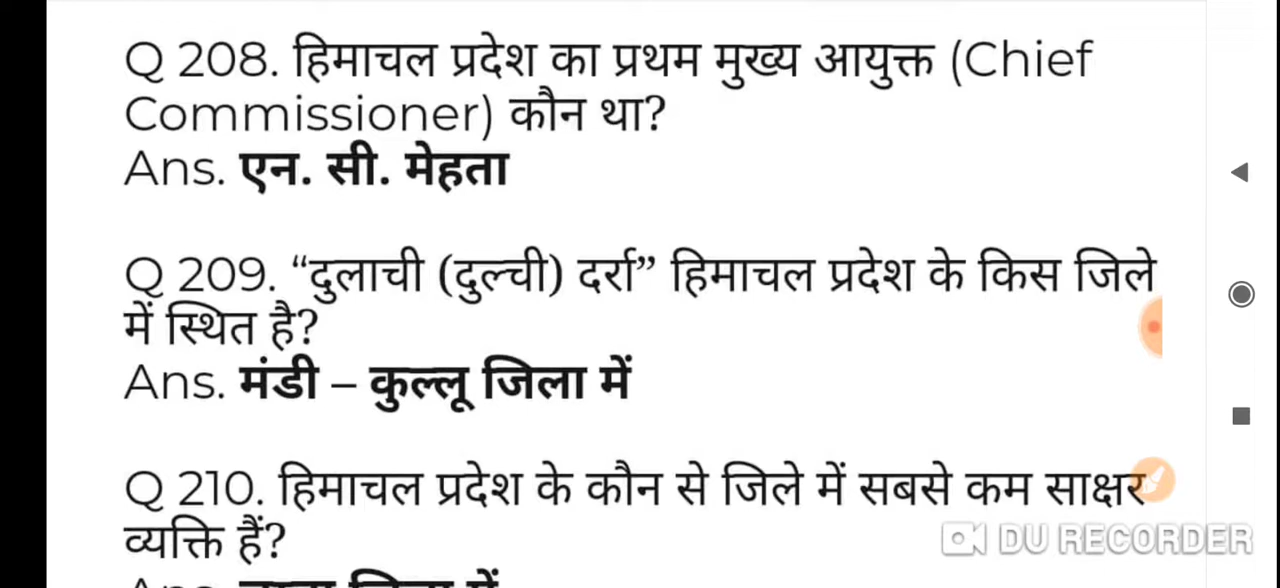 Q 208. हिमाचल प्रदेश का प्रथम मुख्य आयुक्त (Chief
Commissioner) कौन था?
Ans. एन. सी. मेहता
Q 209. “दुलाची (दुल्ची) दर्रा” हिमाचल प्रदेश के किस जिले
में स्थित है?
Ans. मंडी – कुल्लू जिला में
Q 210. हिमाचल प्रदेश के कौन से जिले में सबसे कम साक्षर
व्यक्ति हैं?
DU RECORDER
Ans. जिला में